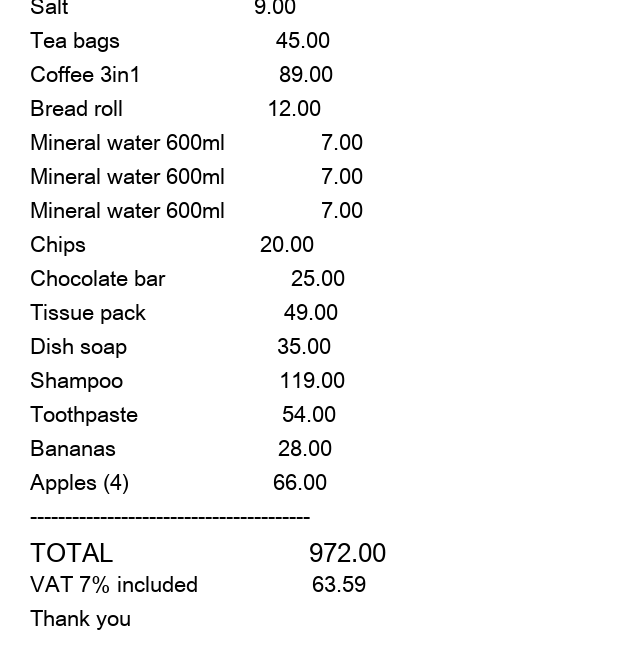 Salt 9.00
Tea bags 45.00
Coffee 3in1 89.00
Bread roll 12.00
Mineral water 600ml 7.00
Mineral water 600ml 7.00
Mineral water 600ml 7.00
Chips 20.00
Chocolate bar 25.00
Tissue pack 49.00
Dish soap 35.00
Shampoo 119.00
Toothpaste 54.00
Bananas 28.00
Apples (4) 66.00
----------------------------------------
TOTAL 972.00
VAT 7% included 63.59
Thank you